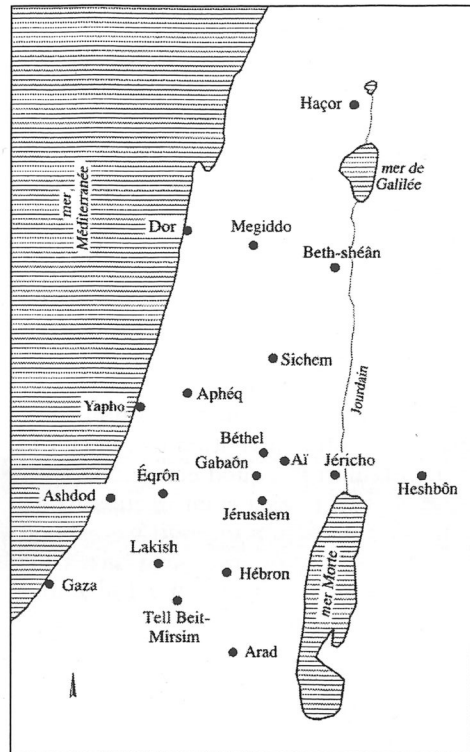 Haçor
mer de
Galilée
mer
Méditerranée
Dor
Megiddo
Beth-shéân
Sichem
Jourdain
Aphéq
Yapho
Béthel
Gabaón
Aï
Jéricho
Heshbôn
Éqrôn
Ashdod
Jérusalem
Lakish
Hébron
Gaza
Tell Beit-
Mirsim
mer Morte
Arad